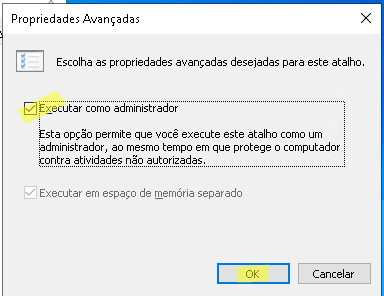 Propriedades Avançadas
Escolha as propriedades avançadas desejadas para este atalho.
Executar como administrador
Esta opção permite que você execute este atalho como um
administrador, ao mesmo tempo em que protege o computador
contra atividades não autorizadas.
Executar em espaço de memória separado
OK
Cancelar